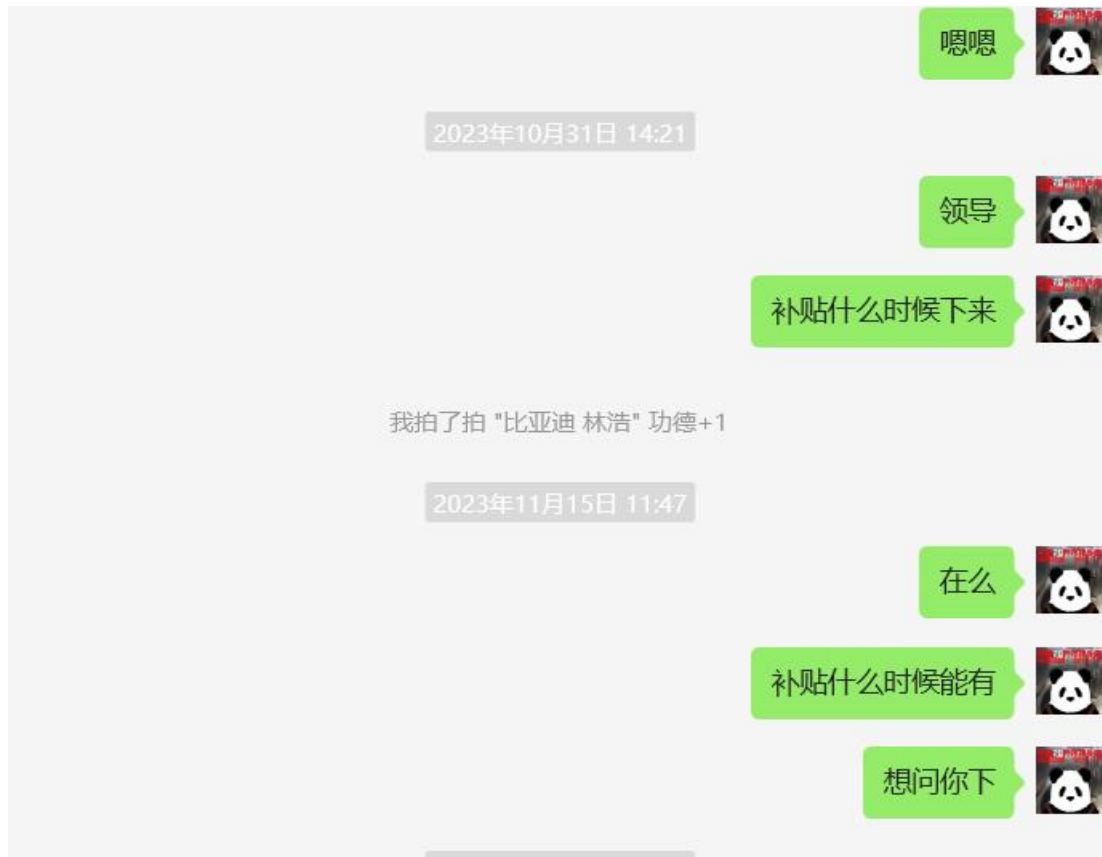 嗯嗯
2023年10月31日 14:21
领导
补贴什么时候下来
我拍了拍 "比亚迪 林浩" 功德+1
2023年11月15日 11:47
在么
补贴什么时候能有
想问你下